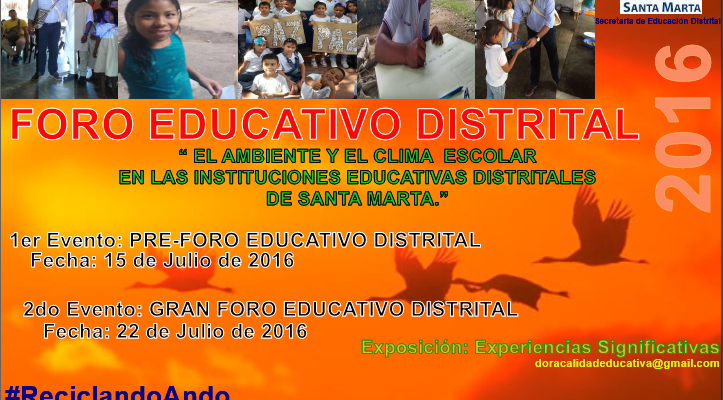 SANTA MARTA
Secretaria de Educación Distrital
2016
PAZ
FORO EDUCATIVO DISTRITAL
“ EL AMBIENTE Y EL CLIMA ESCOLAR
EN LAS INSTITUCIONES EDUCATIVAS DISTRITALES
DE SANTA MARTA.”
1er Evento: PRE-FORO EDUCATIVO DISTRITAL
Fecha: 15 de Julio de 2016
2do Evento: GRAN FORO EDUCATIVO DISTRITAL
Fecha: 22 de Julio de 2016
Exposición: Experiencias Significativas
doracalidadeducativa@gmail.com
#ReciclandoAndo